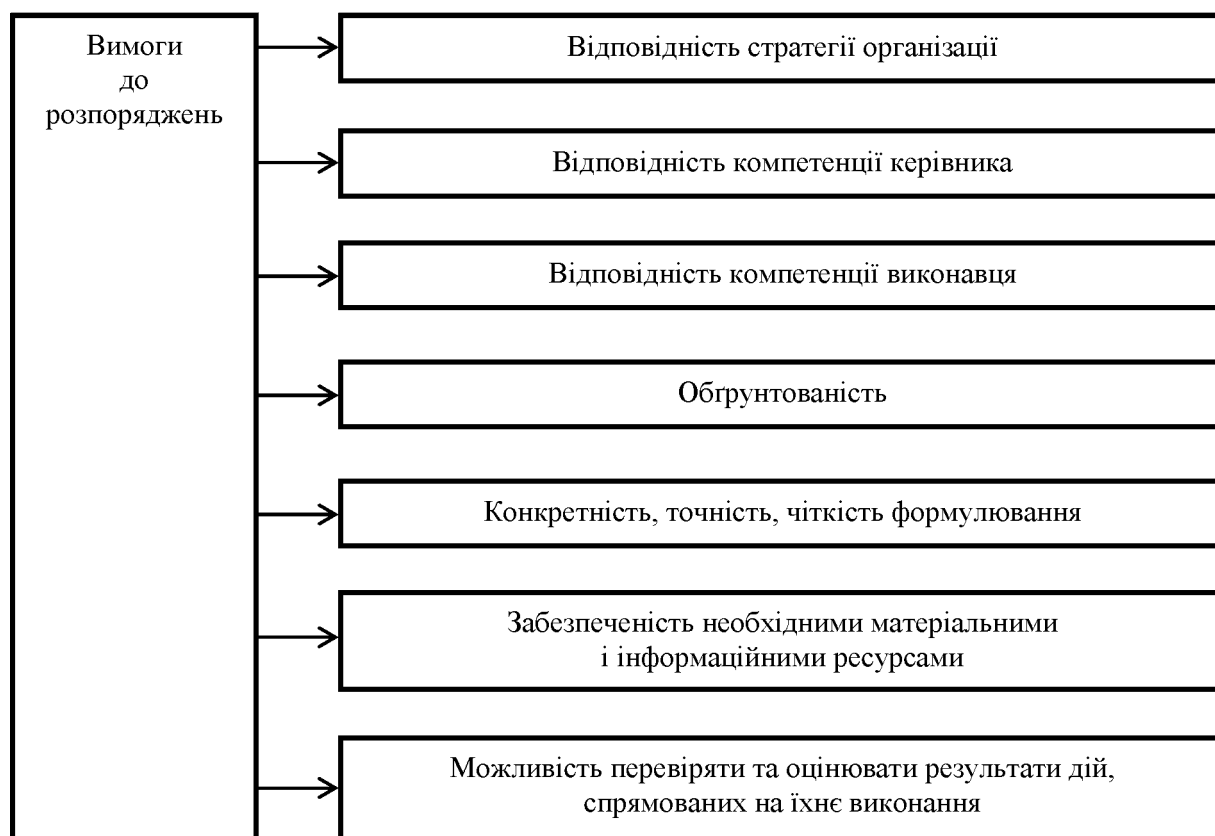 Вимоги
до
розпоряджень
Відповідність стратегії організації
Відповідність компетенції керівника
Відповідність компетенції виконавця
Обґрунтованість
Конкретність, точність, чіткість формулювання
Забезпеченість необхідними матеріальними
і інформаційними ресурсами
Можливість перевіряти та оцінювати результати дій,
спрямованих на їхнє виконання